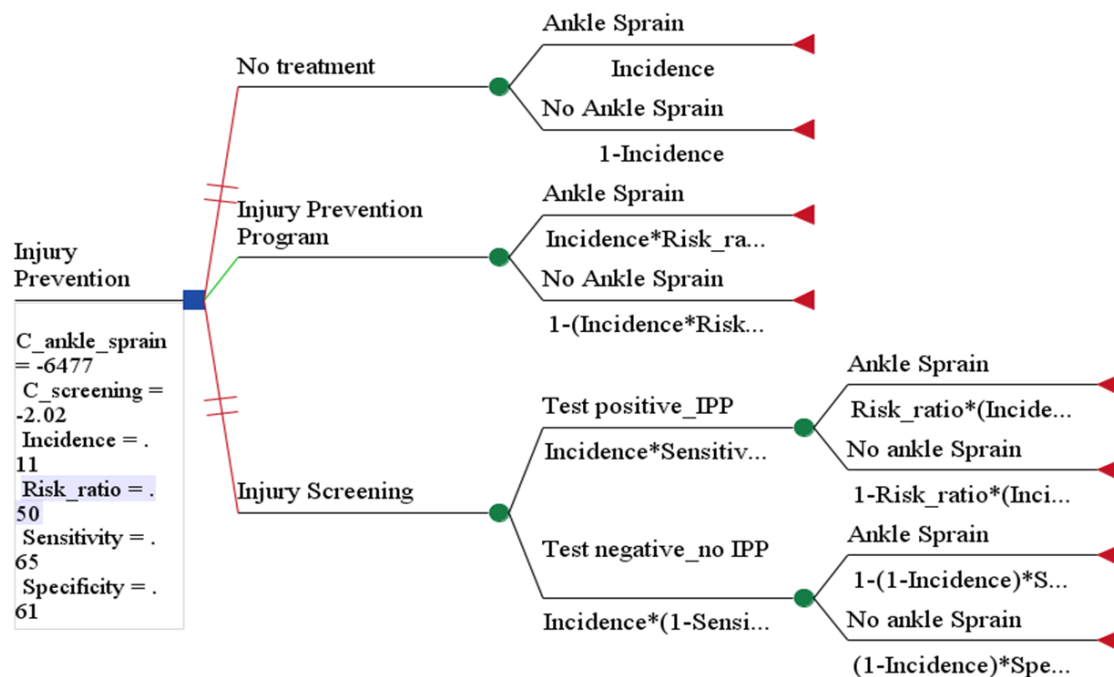 Ankle Sprain
No treatment
Incidence
No Ankle Sprain
1-Incidence
Ankle Sprain
Injury Prevention
Program
Incidence*Risk_ra...
No Ankle Sprain
1-(Incidence*Risk...
Injury
Prevention
C_ankle_sprain
= -6477
C_screening =
-2.02
Incidence = .
11
Risk_ratio = .
50
Sensitivity = .
65
Specificity = .
61
Ankle Sprain
Test positive_IPP
Risk_ratio*(Incide...
Incidence*Sensitiv...
No ankle Sprain
1-Risk_ratio*(Inci...
Injury Screening
Ankle Sprain
Test negative_no IPP
1-(1-Incidence)*S...
Incidence*(1-Sensi...
No ankle Sprain
(1-Incidence)*Spe...